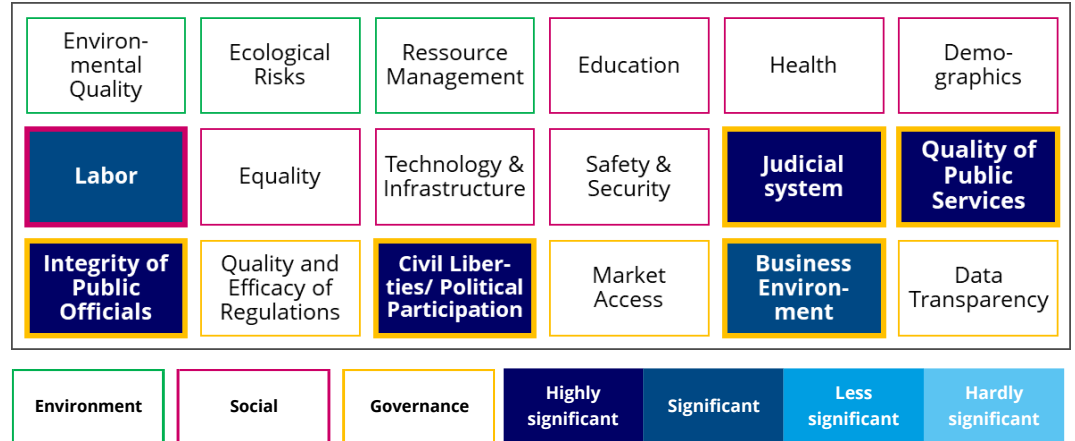 Environ-
mental
Quality
Ecological
Risks
Ressource
Management
Education
Health
Demo-
graphics
Labor
Equality
Technology &
Infrastructure
Safety &
Security
Judicial
system
Quality of
Public
Services
Integrity of
Public
Officials
Quality and
Efficacy of
Regulations
Civil Liber-
ties/ Political
Participation
Market
Access
Business
Environ-
ment
Data
Transparency
Environment
Social
Governance
Highly
significant
Significant
Less
significant
Hardly
significant